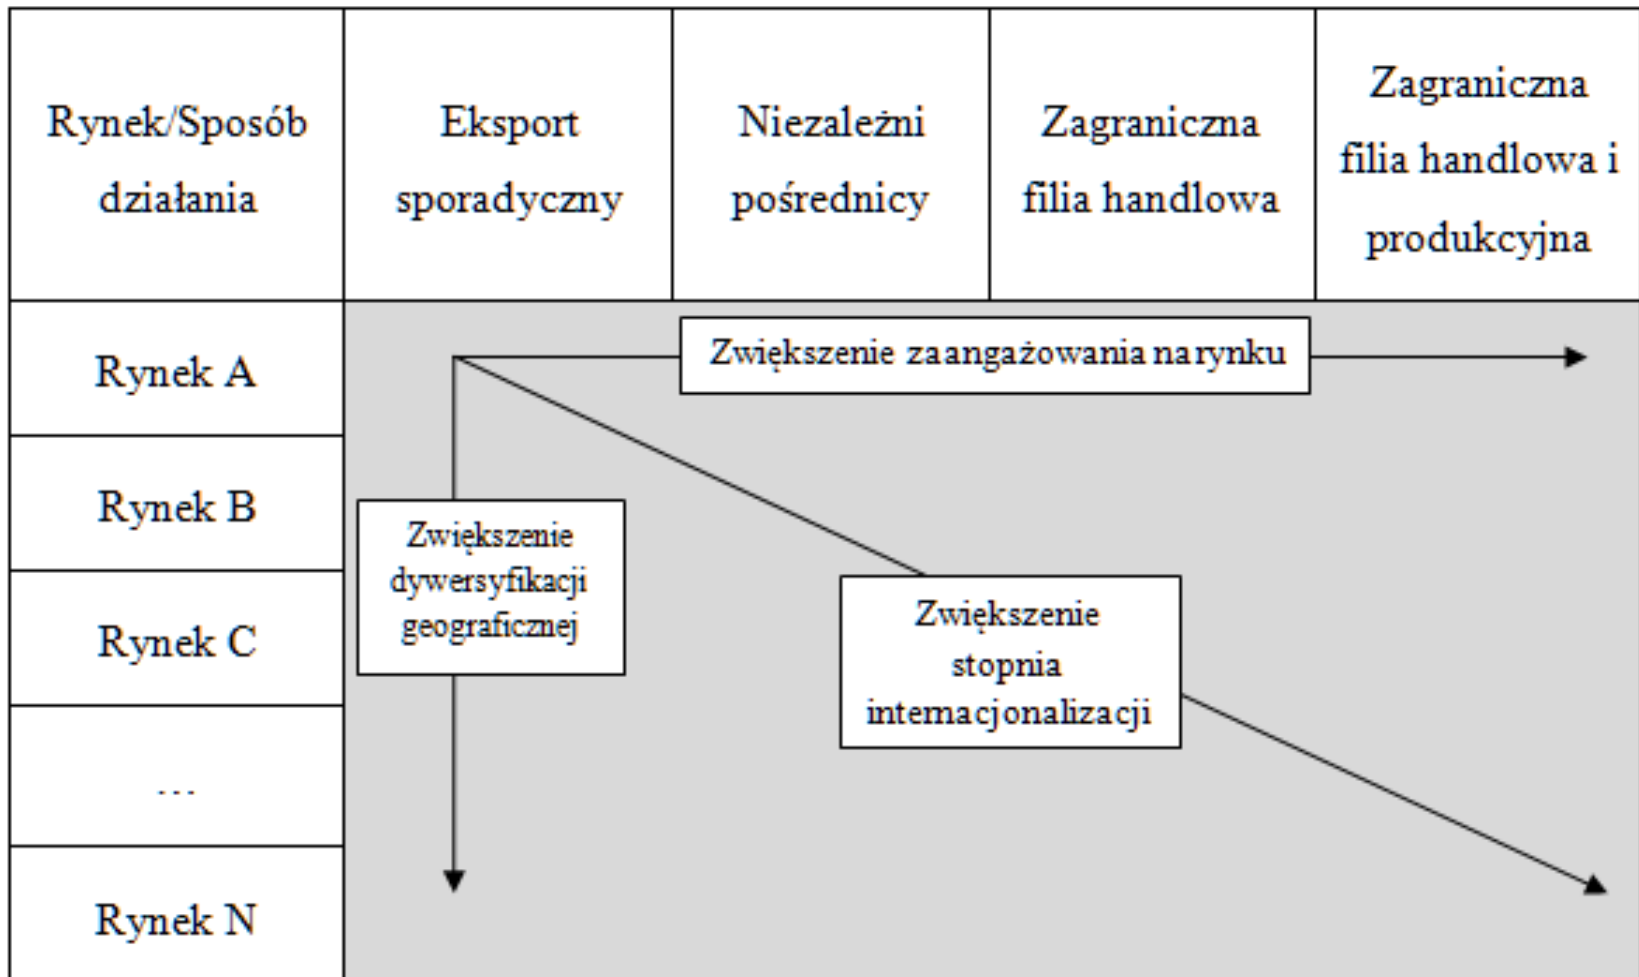 Rynek/Sposób
działania
Eksport
sporadyczny
Niezależni
pośrednicy
Zagraniczna
filia handlowa
Zagraniczna
filia handlowa i
produkcyjna
Rynek A
Zwiększenie zaangażowania na rynku
Rynek B
Zwiększenie
dywersyfikacji
geograficznej
Rynek C
Zwiększenie
stopnia
internacjonalizacji
...
Rynek N